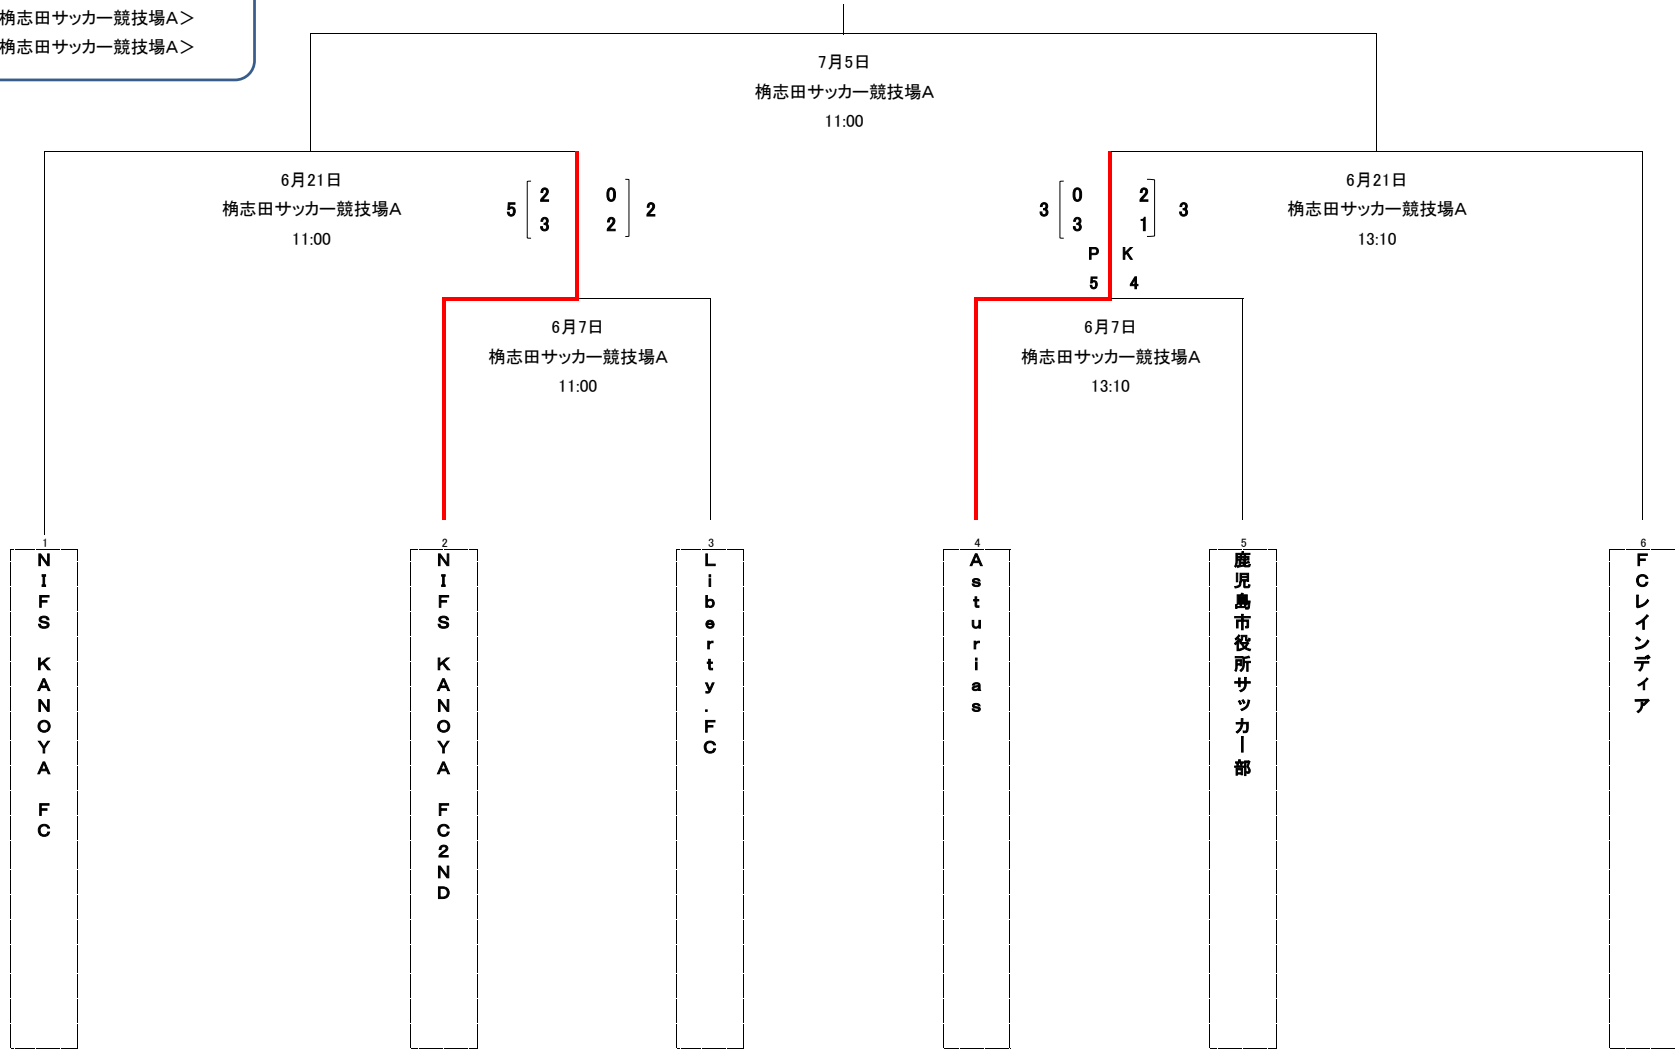 桷志田サッカー競技場A＞
桷志田サッカー競技場A＞
7月5日
桷志田サッカー競技場A
11:00
6月21日
桷志田サッカー競技場A
11:00
5 2 0 2
3 2
3 0 2 3
3 1
P K
5 4
6月21日
桷志田サッカー競技場A
13:10
6月7日
桷志田サッカー競技場A
11:00
6月7日
桷志田サッカー競技場A
13:10
1
NIFS KANOYA FC
2
NIFS KANOYA FC2ND
3
Liberty.FC
4
Asturias
5
鹿児島市役所サッカー部
6
FCレインディア